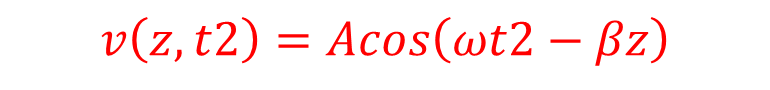 v(z, t2) = Acos(ωt2 − βz)